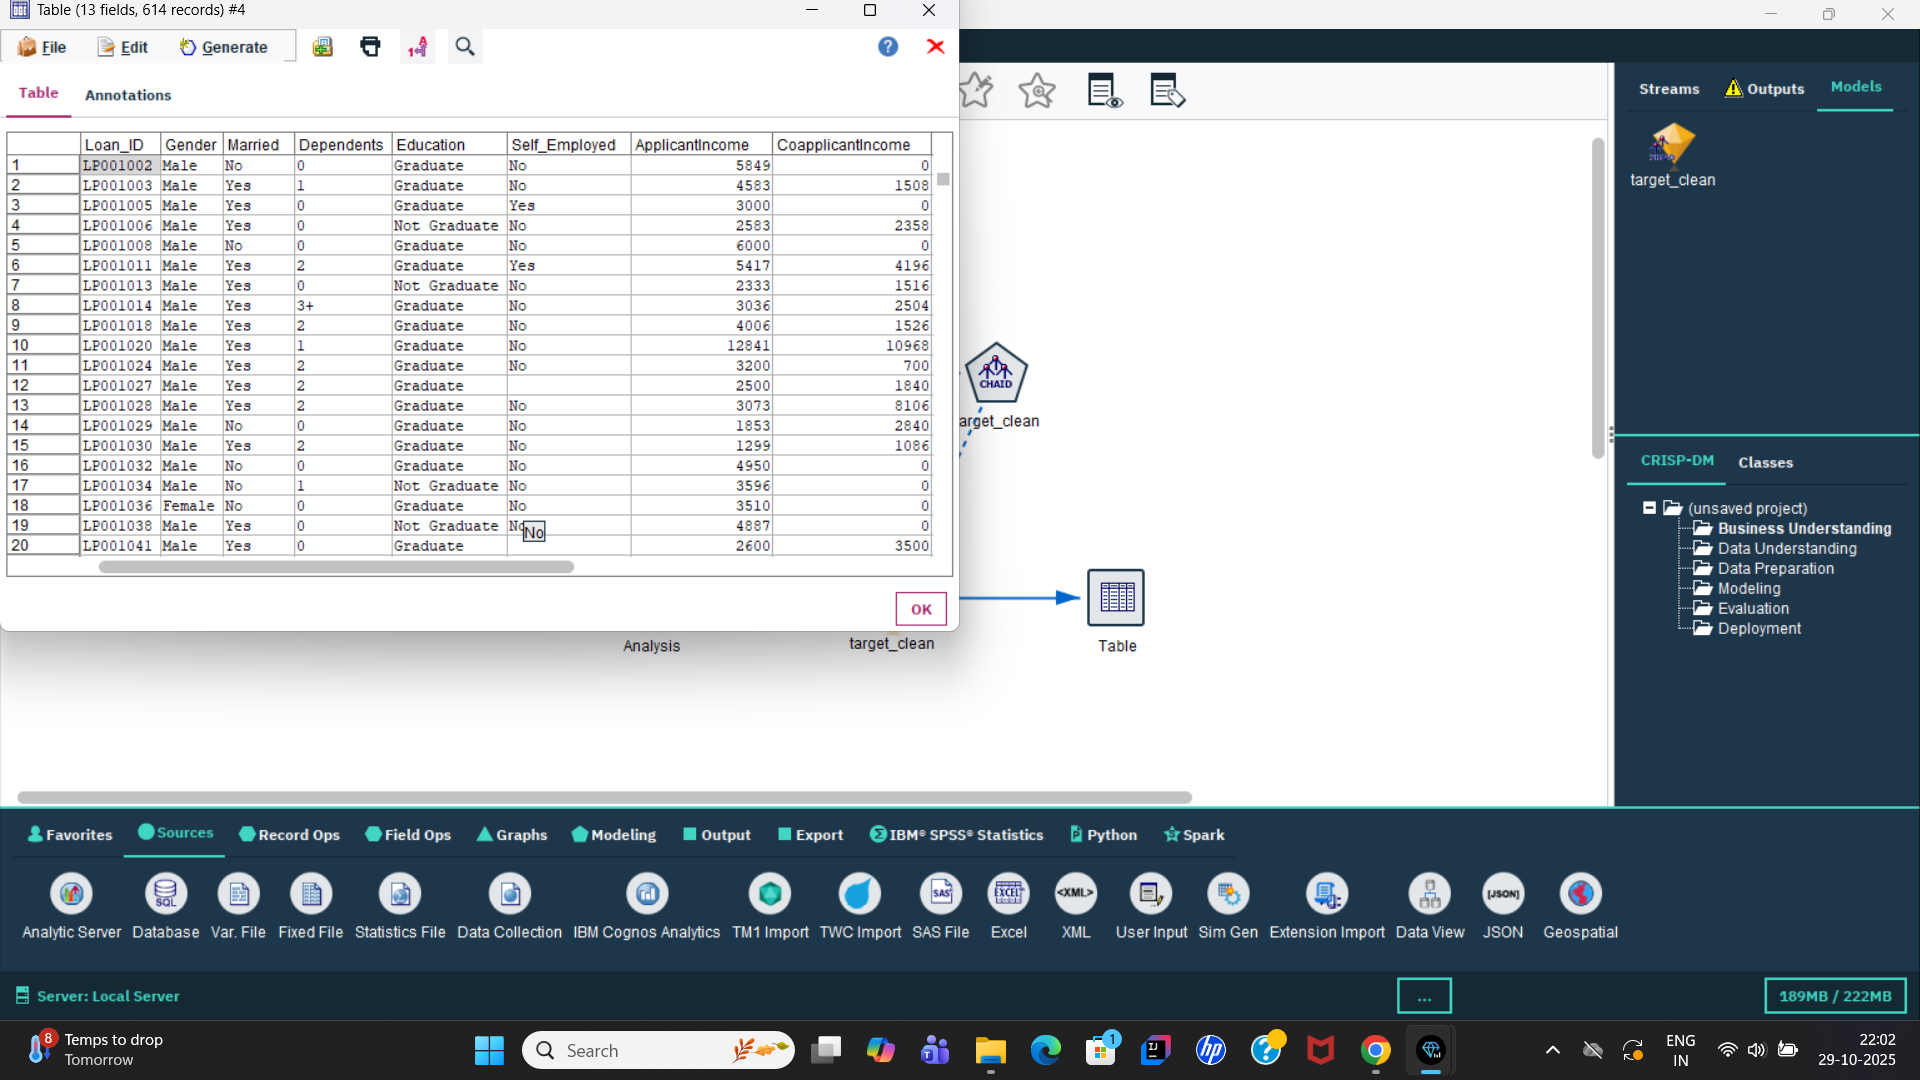 Table (13 fields, 614 records) #4
File Edit Generate
Table Annotations
Loan_ID Gender Married Dependents Education Self_Employed ApplicantIncome CoapplicantIncome
1 LP001002 Male No 0 Graduate No 5849 0
2 LP001003 Male Yes 1 Graduate No 4583 1508
3 LP001005 Male Yes 0 Graduate Yes 3000 0
4 LP001006 Male Yes 0 Not Graduate No 2583 2358
5 LP001008 Male No 0 Graduate No 6000 0
6 LP001011 Male Yes 2 Graduate Yes 5417 4196
7 LP001013 Male Yes 0 Not Graduate No 2333 1516
8 LP001014 Male Yes 3+ Graduate No 3036 2504
9 LP001018 Male Yes 2 Graduate No 4006 1526
10 LP001020 Male Yes 1 Graduate No 12841 10968
11 LP001024 Male Yes 2 Graduate No 3200 700
12 LP001027 Male Yes 2 Graduate 2500 1840
13 LP001028 Male Yes 2 Graduate No 3073 8106
14 LP001029 Male No 0 Graduate No 1853 2840
15 LP001030 Male Yes 2 Graduate No 1299 1086
16 LP001032 Male No 0 Graduate No 4950 0
17 LP001034 Male No 1 Not Graduate No 3596 0
18 LP001036 Female No 0 Graduate No 3510 0
19 LP001038 Male Yes 0 Not Graduate No 4887 0
No
20 LP001041 Male Yes 0 Graduate 2600 3500
OK
CHAID
arget_clean
Analysis target_clean Table
Streams Outputs Models
target_clean
CRISP-DM Classes
(unsaved project)
Business Understanding
Data Understanding
Data Preparation
Modeling
Evaluation
Deployment
Favorites Sources Record Ops Field Ops Graphs Modeling Output Export IBM® SPSS® Statistics Python Spark
SQL SAS EXCEL <XML> [JSON]
Analytic Server Database Var. File Fixed File Statistics File Data Collection IBM Cognos Analytics TM1 Import TWC Import SAS File Excel XML User Input Sim Gen Extension Import Data View JSON Geospatial
Server: Local Server ... 189MB / 222MB
8 Temps to drop
Tomorrow
Search
1
ENG
IN
22:02
29-10-2025